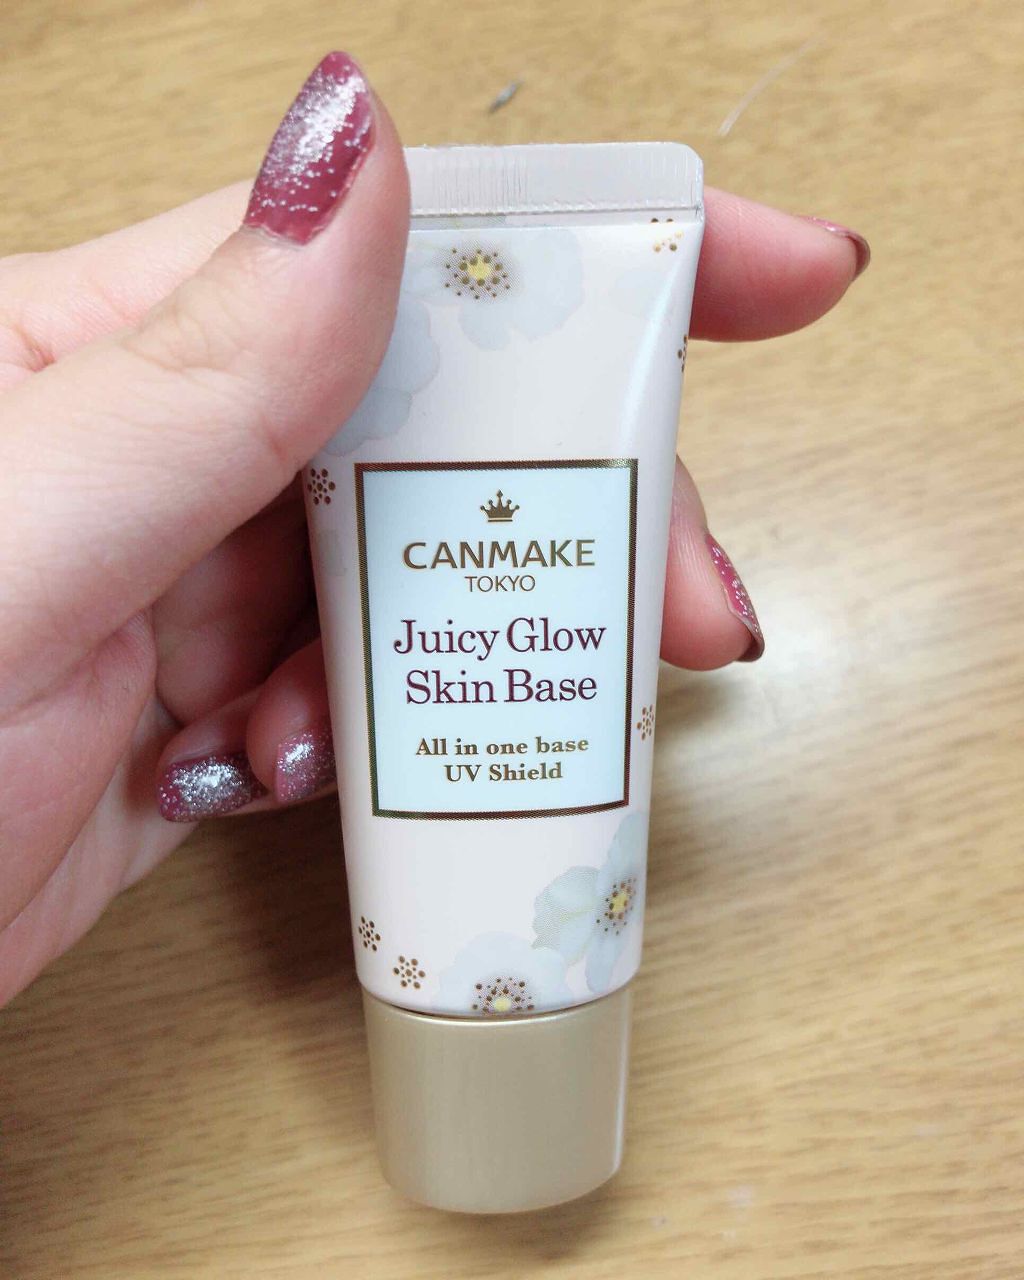 CANMAKE
TOKYO
Juicy Glow
Skin Base
All in one base
UV Shield